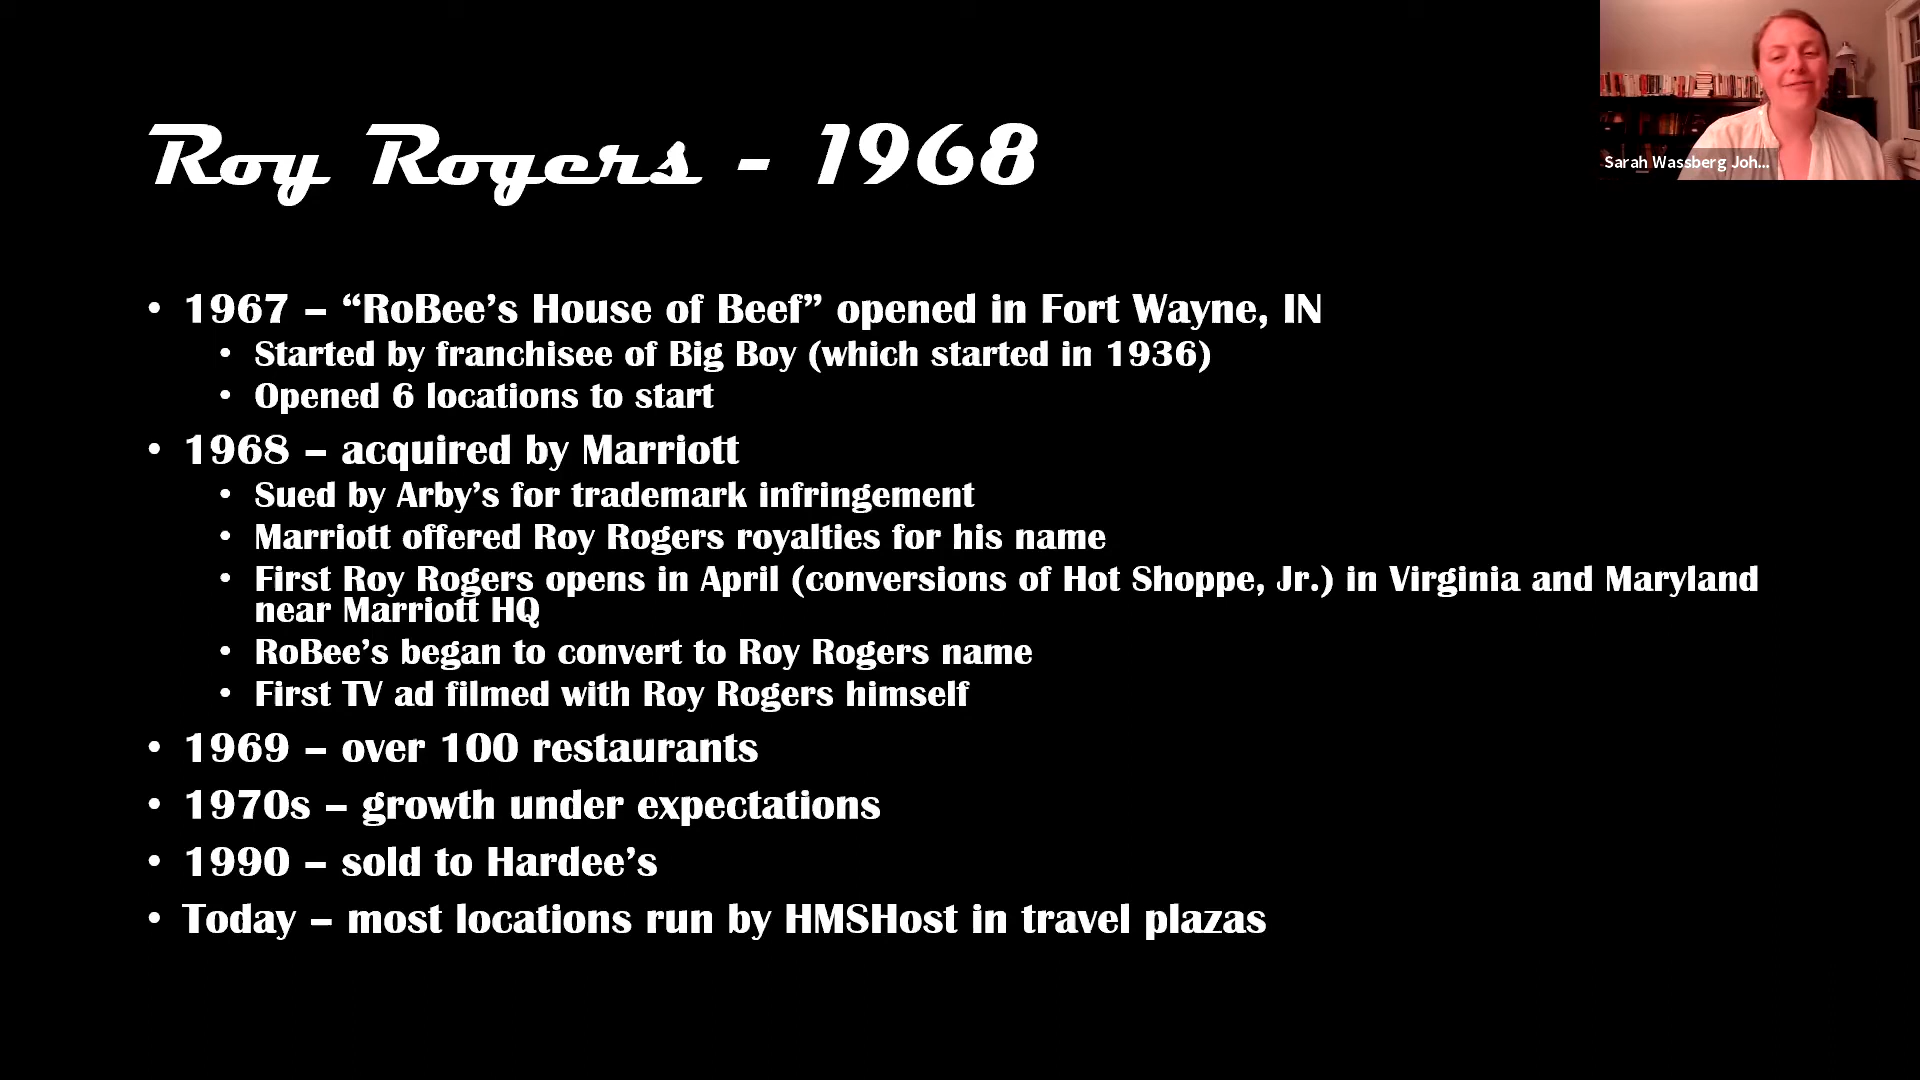 Roy Rogers - 1968
Sarah Wassberg Joh...
• 1967 – “RoBee’s House of Beef” opened in Fort Wayne, IN
• Started by franchisee of Big Boy (which started in 1936)
• Opened 6 locations to start
• 1968 – acquired by Marriott
• Sued by Arby’s for trademark infringement
• Marriott offered Roy Rogers royalties for his name
• First Roy Rogers opens in April (conversions of Hot Shoppe, Jr.) in Virginia and Maryland
near Marriott HQ
• RoBee’s began to convert to Roy Rogers name
• First TV ad filmed with Roy Rogers himself
• 1969 – over 100 restaurants
• 1970s – growth under expectations
• 1990 – sold to Hardee’s
• Today – most locations run by HMSHost in travel plazas